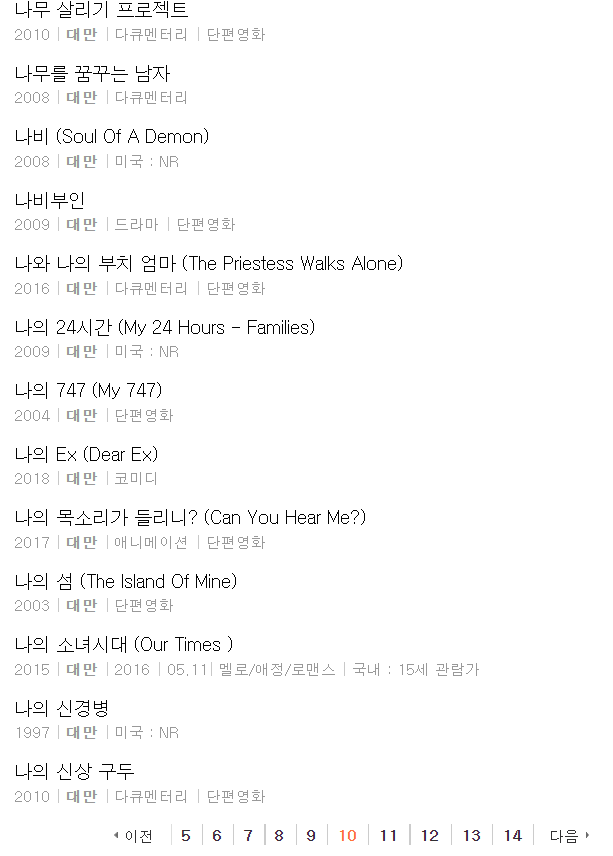 나무 살리기 프로젝트
2010 | 대만 | 다큐멘터리 | 단편영화
나무를 꿈꾸는 남자
2008 | 대만 | 다큐멘터리
나비 (Soul Of A Demon)
2008 | 대만 | 미국 : NR
나비부인
2009 | 대만 | 드라마 | 단편영화
나와 나의 부치 엄마 (The Priestess Walks Alone)
2016 | 대만 | 다큐멘터리 | 단편영화
나의 24시간 (My 24 Hours - Families)
2009 | 대만 | 미국 : NR
나의 747 (My 747)
2004 | 대만 | 단편영화
나의 Ex (Dear Ex)
2018 | 대만 | 코미디
나의 목소리가 들리니? (Can You Hear Me?)
2017 | 대만 | 애니메이션 | 단편영화
나의 섬 (The Island Of Mine)
2003 | 대만 | 단편영화
나의 소녀시대 (Our Times )
2015 | 대만 | 2016 | 05.11| 멜로/애정/로맨스 | 국내 : 15세 관람가
나의 신경병
1997 | 대만 | 미국 : NR
나의 신상 구두
2010 | 대만 | 다큐멘터리 | 단편영화
이전 | 5 | 6 | 7 | 8 | 9 | 10 | 11 | 12 | 13 | 14 | 다음